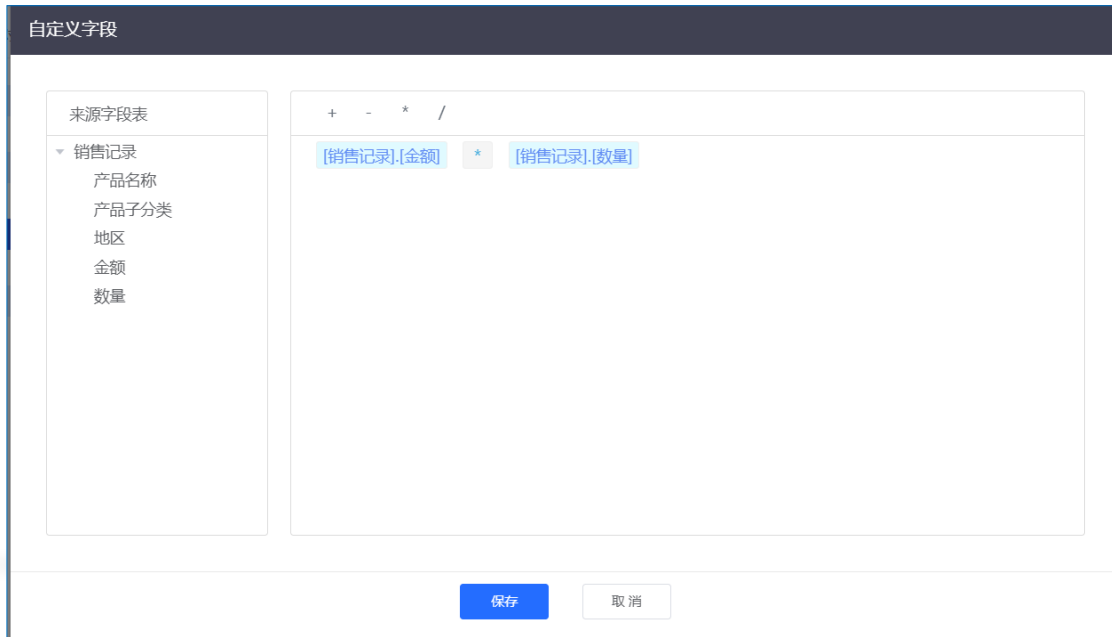 自定义字段
来源字段表
销售记录
产品名称
产品子分类
地区
金额
数量
+ - * /
[销售记录].[金额] * [销售记录].[数量]
保存 取消